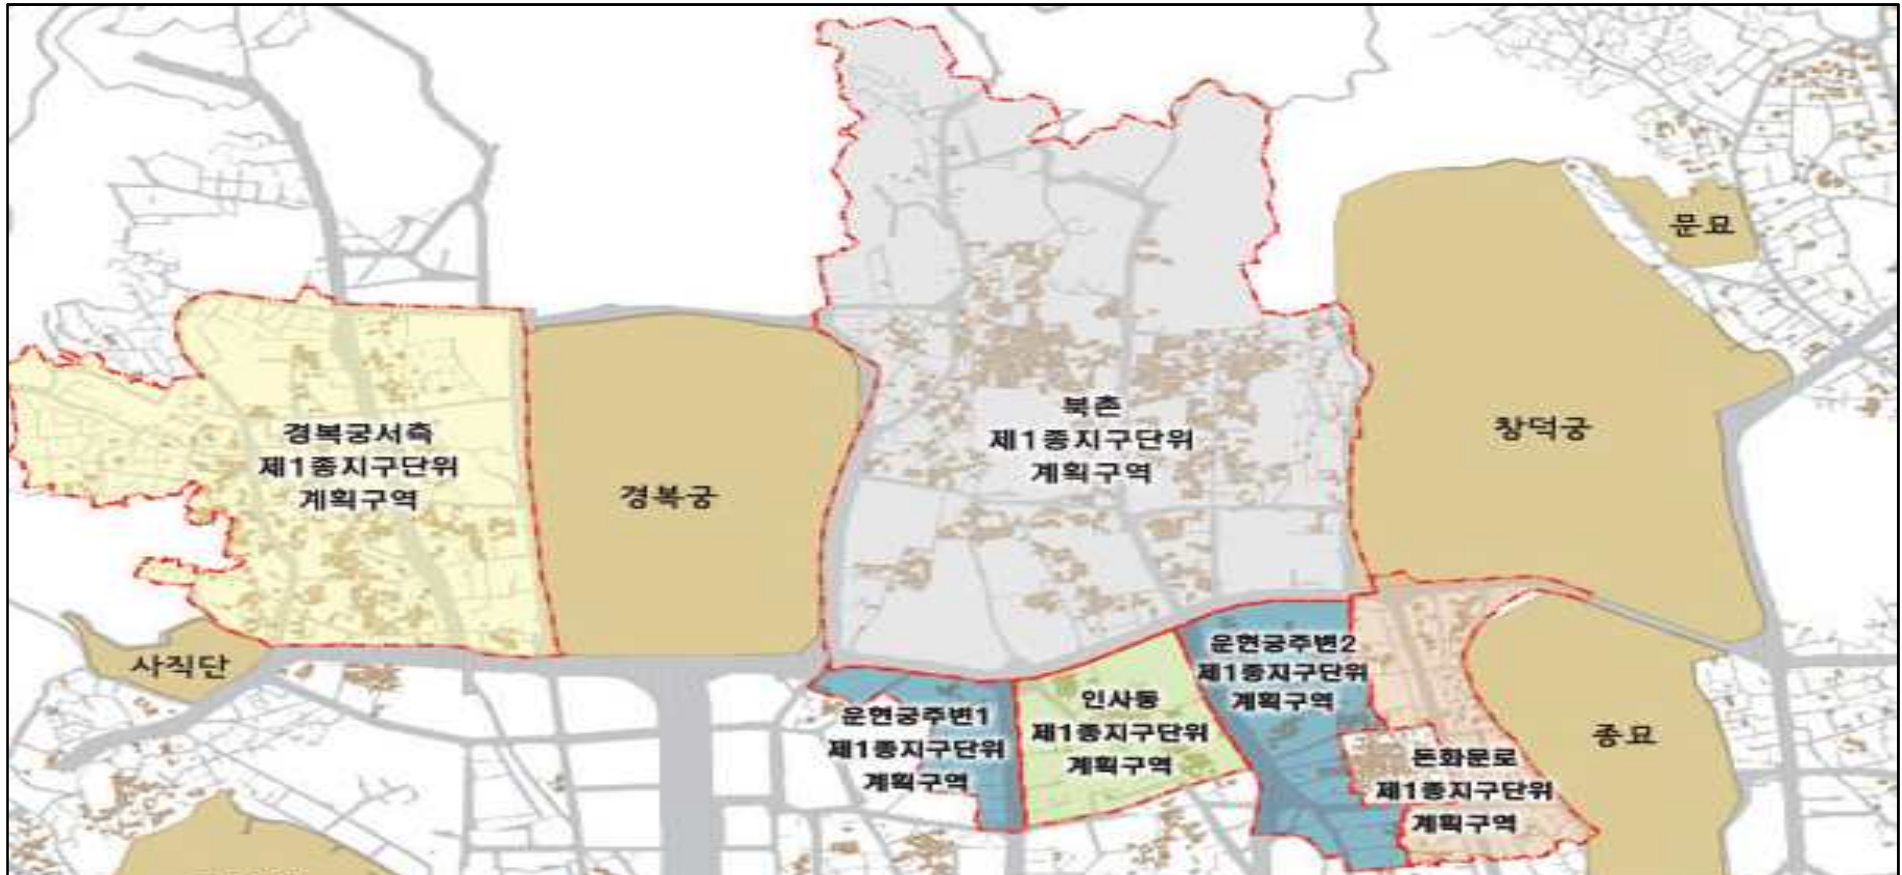 문묘
경복궁서측
제1종지구단위
계획구역
경복궁
북촌
제1종지구단위
계획구역
창덕궁
사직단
운현궁주변1
제1종지구단위
계획구역
인사동
제1종지구단위
계획구역
운현궁주변2
제1종지구단위
계획구역
돈화문로
제1종지구단위
계획구역
종묘